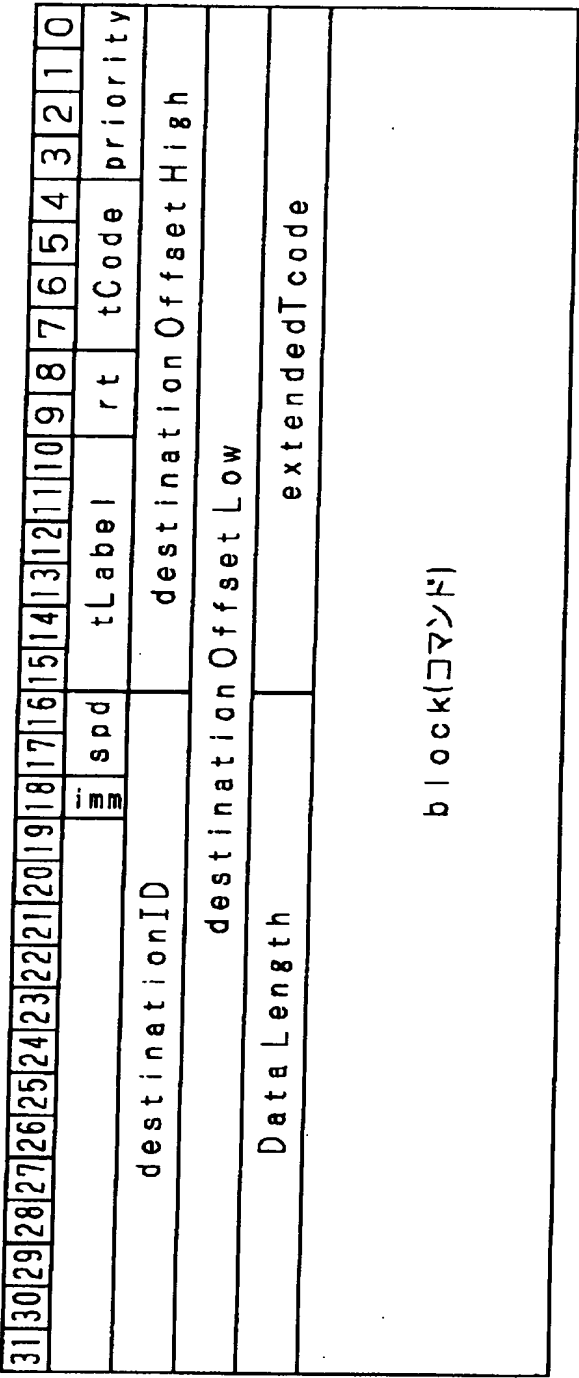 31 30 29 28 27 26 25 24 23 22 21 20 19 18 17 16 15 14 13 12 11 10 9 8 7 6 5 4 3 2 1 0
imm spd tLabel rt tCode priority
destinationID destinationOffsetHigh
destinationOffsetLow
DataLength extendedTcode
block(コマンド)